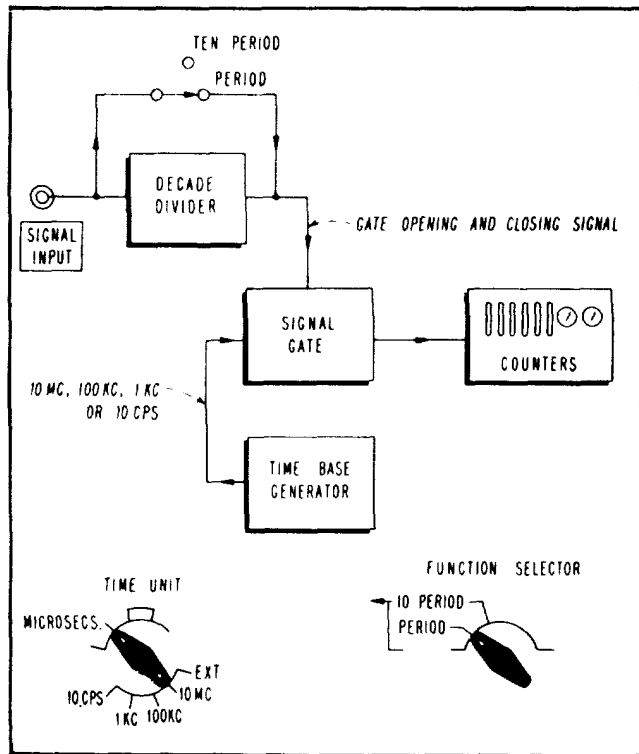 TEN PERIOD
PERIOD
DECADE
DIVIDER
SIGNAL
INPUT
GATE OPENING AND CLOSING SIGNAL
SIGNAL
GATE
COUNTERS
10 MC, 100 KC, 1 KC
OR 10 CPS
TIME BASE
GENERATOR
TIME UNIT
MICROSECS.
EXT
10 MC
100KC
1 KC
10 CPS
FUNCTION SELECTOR
10 PERIOD
PERIOD